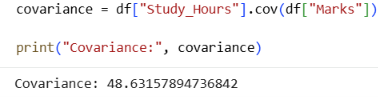 covariance = df["Study_Hours"].cov(df["Marks"])
print("Covariance:", covariance)
Covariance: 48.63157894736842